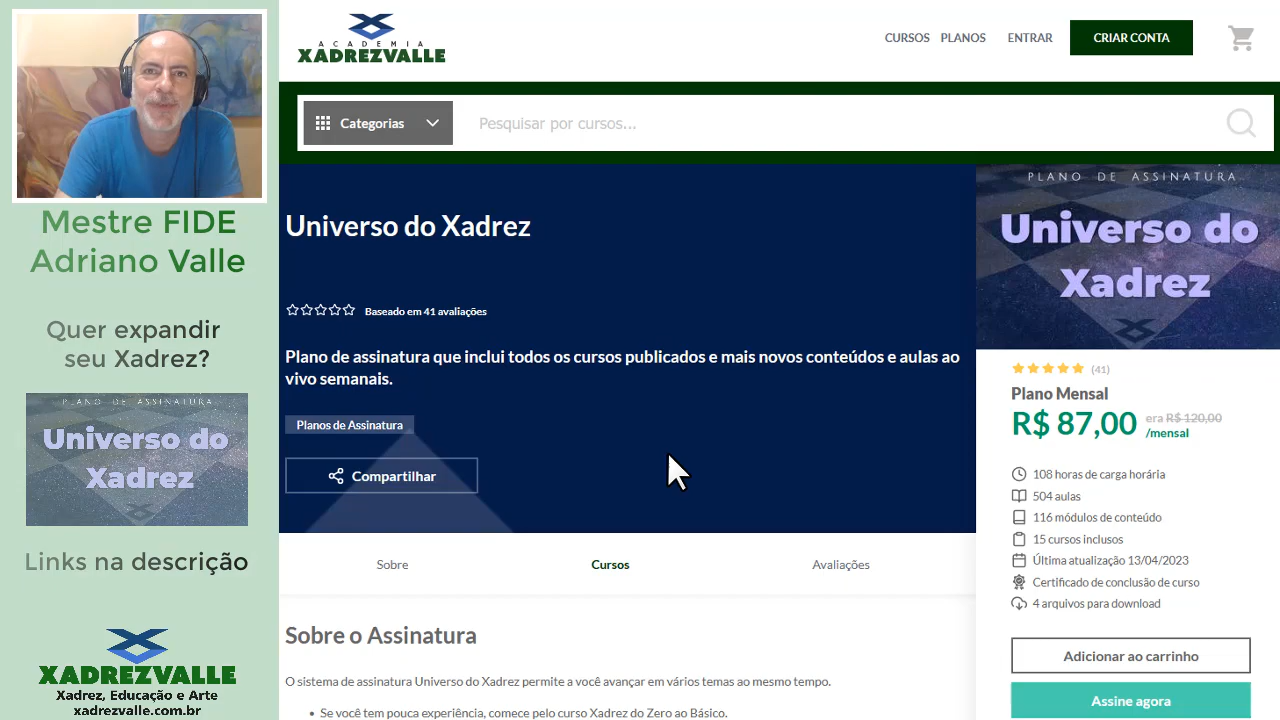 Mestre FIDE
Adriano Valle
Quer expandir
seu Xadrez?
PLANO DE ASSINATURA
Universo do
Xadrez
Links na descrição
XADREZVALLE
Xadrez, Educação e Arte
xadrezvalle.com.br
ACADEMIA
XADREZVALLE
CURSOS
PLANOS
ENTRAR
CRIAR CONTA
Categorias
Pesquisar por cursos...
Universo do Xadrez
Baseado em 41 avaliações
Plano de assinatura que inclui todos os cursos publicados e mais novos conteúdos e aulas ao
vivo semanais.
Planos de Assinatura
Compartilhar
Sobre
Cursos
Avaliações
Sobre o Assinatura
O sistema de assinatura Universo do Xadrez permite a você avançar em vários temas ao mesmo tempo.
• Se você tem pouca experiência, comece pelo curso Xadrez do Zero ao Básico.
PLANO DE ASSINATURA
Universo do
Xadrez
(41)
Plano Mensal
R$ 87,00 era R$ 120,00
/mensal
108 horas de carga horária
504 aulas
116 módulos de conteúdo
15 cursos inclusos
Última atualização 13/04/2023
Certificado de conclusão de curso
4 arquivos para download
Adicionar ao carrinho
Assine agora